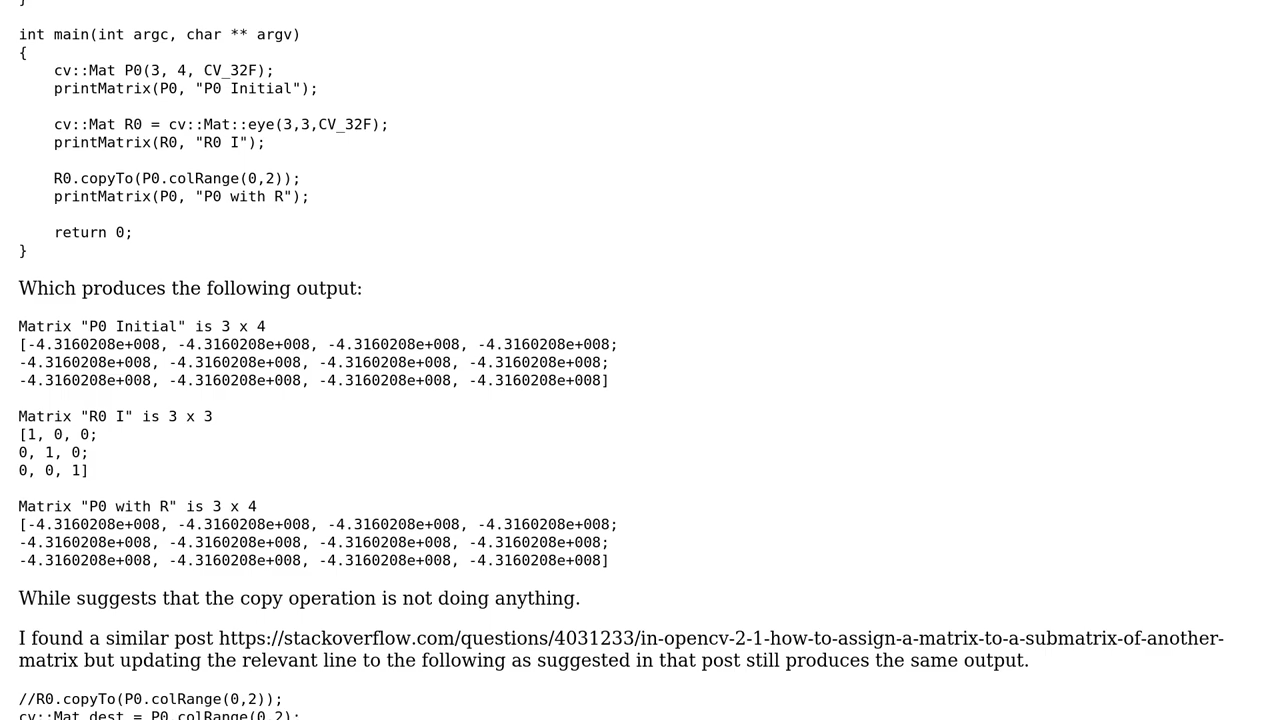 }
int main(int argc, char ** argv)
{
    cv::Mat P0(3, 4, CV_32F);
    printMatrix(P0, "P0 Initial");
    cv::Mat R0 = cv::Mat::eye(3,3,CV_32F);
    printMatrix(R0, "R0 I");
    R0.copyTo(P0.colRange(0,2));
    printMatrix(P0, "P0 with R");
    return 0;
}
Which produces the following output:
Matrix "P0 Initial" is 3 x 4
[-4.3160208e+008, -4.3160208e+008, -4.3160208e+008, -4.3160208e+008;
-4.3160208e+008, -4.3160208e+008, -4.3160208e+008, -4.3160208e+008;
-4.3160208e+008, -4.3160208e+008, -4.3160208e+008, -4.3160208e+008]
Matrix "R0 I" is 3 x 3
[1, 0, 0;
0, 1, 0;
0, 0, 1]
Matrix "P0 with R" is 3 x 4
[-4.3160208e+008, -4.3160208e+008, -4.3160208e+008, -4.3160208e+008;
-4.3160208e+008, -4.3160208e+008, -4.3160208e+008, -4.3160208e+008;
-4.3160208e+008, -4.3160208e+008, -4.3160208e+008, -4.3160208e+008]
While suggests that the copy operation is not doing anything.
I found a similar post https://stackoverflow.com/questions/4031233/in-opencv-2-1-how-to-assign-a-matrix-to-a-submatrix-of-another-
matrix but updating the relevant line to the following as suggested in that post still produces the same output.
//R0.copyTo(P0.colRange(0,2));
cv::Mat dest = P0.colRange(0,2);